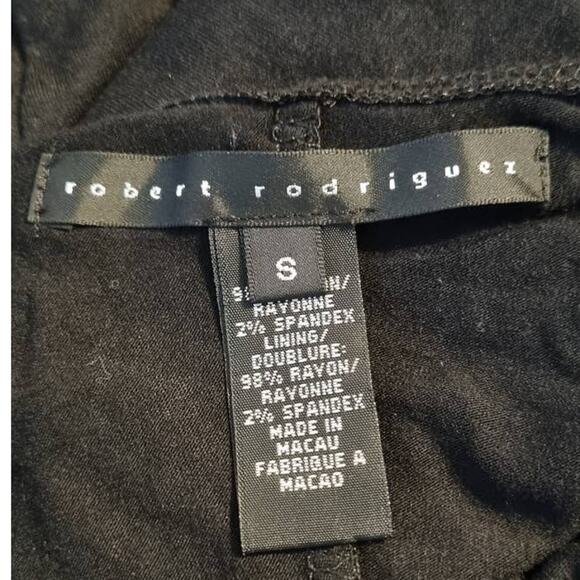 robert rodriguez
S
RAYONNE
2% SPANDEX
LINING/
DOUBLURE:
98% RAYON/
RAYONNE
2% SPANDEX
MADE IN
MACAU
FABRIQUE A
MACAO